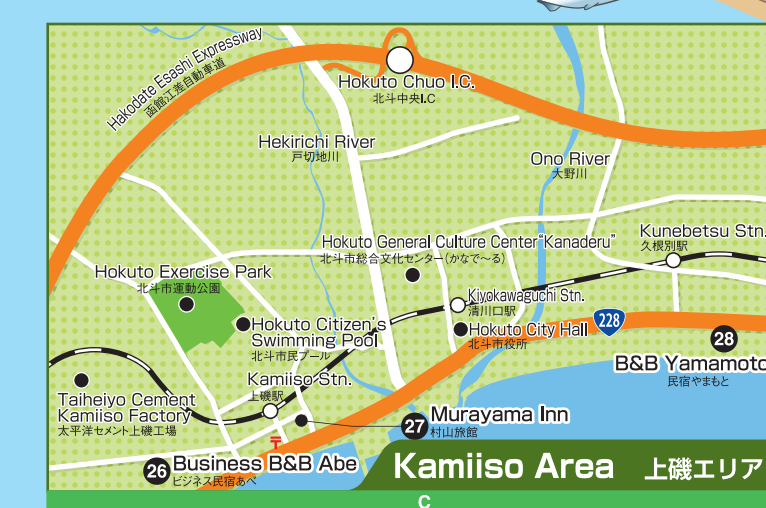 Hakodate Esashi Expressway
函館江差自動車道
Hokuto Chuo I.C.
北斗中央I.C
Hekirichi River
戸切地川
Ono River
大野川
Kunebetsu Stn.
久根別駅
Hokuto General Culture Center“Kanaderu”
北斗市総合文化センター(かなで〜る)
Hokuto Exercise Park
北斗市運動公園
Kiyokawaguchi Stn.
清川口駅
Hokuto Citizen's
Swimming Pool
北斗市民プール
Hokuto City Hall
北斗市役所
228
28
B&B Yamamoto
民宿やまもと
Kamiiso Stn.
上磯駅
Taiheiyo Cement
Kamiiso Factory
太平洋セメント上磯工場
27 Murayama Inn
村山旅館
〒
26 Business B&B Abe
ビジネス民宿あべ
Kamiiso Area 上磯エリア
C